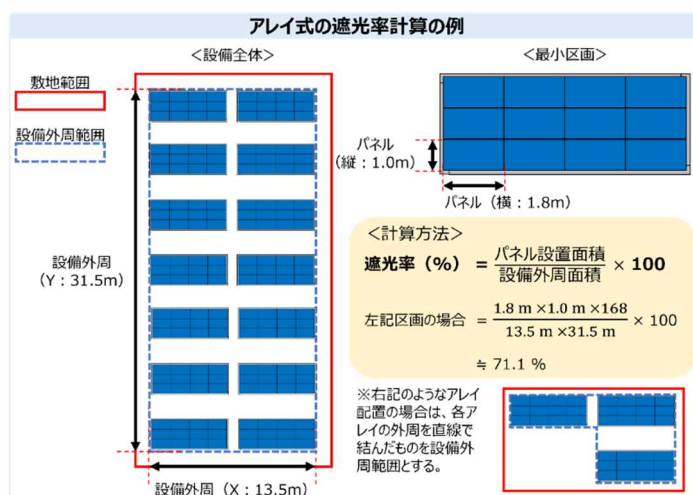 アレイ式の遮光率計算の例
＜設備全体＞
敷地範囲
設備外周範囲
設備外周
(Y：31.5m)
設備外周（X：13.5m）
＜最小区画＞
パネル
(縦：1.0m)
パネル（横：1.8m）
＜計算方法＞
遮光率（%） = パネル設置面積 / 設備外周面積 × 100
左記区画の場合 = 1.8 m ×1.0 m ×168 / 13.5 m ×31.5 m × 100
≒ 71.1 %
※右記のようなアレイ
配置の場合は、各ア
レイの外周を直線で
結んだものを設備外
周範囲とする。